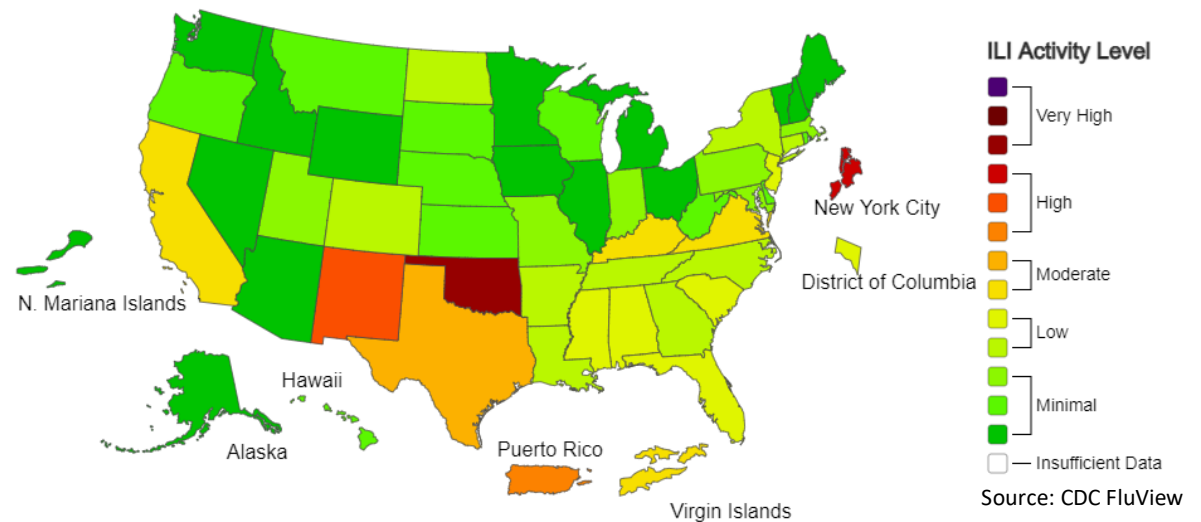 ILI Activity Level
Very High
High
Moderate
Low
Minimal
Insufficient Data
Source: CDC FluView
New York City
District of Columbia
N. Mariana Islands
Hawaii
Alaska
Puerto Rico
Virgin Islands